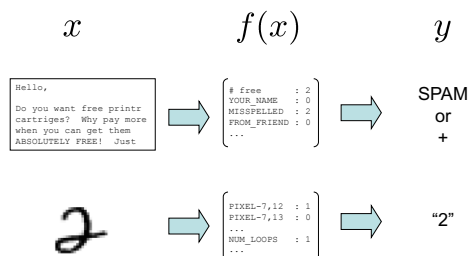 x f(x) y
Hello,
Do you want free printr
cartriges? Why pay more
when you can get them
ABSOLUTELY FREE! Just
# free : 2
YOUR_NAME : 0
MISSPELLED : 2
FROM_FRIEND : 0
...
SPAM
or
+
2
PIXEL-7,12 : 1
PIXEL-7,13 : 0
...
NUM_LOOPS : 1
...
“2”